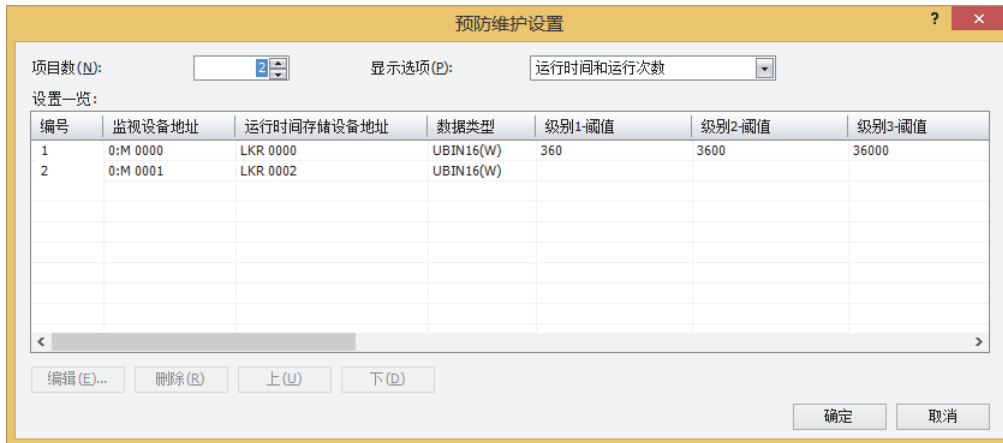 预防维护设置 ? ×
项目数(N): 2 显示选项(P): 运行时间和运行次数
设置一览:
编号 监视设备地址 运行时间存储设备地址 数据类型 级别1-阈值 级别2-阈值 级别3-阈值
1 0:M 0000 LKR 0000 UBIN16(W) 360 3600 36000
2 0:M 0001 LKR 0002 UBIN16(W)
编辑(E)... 删除(R) 上(U) 下(D)
确定 取消